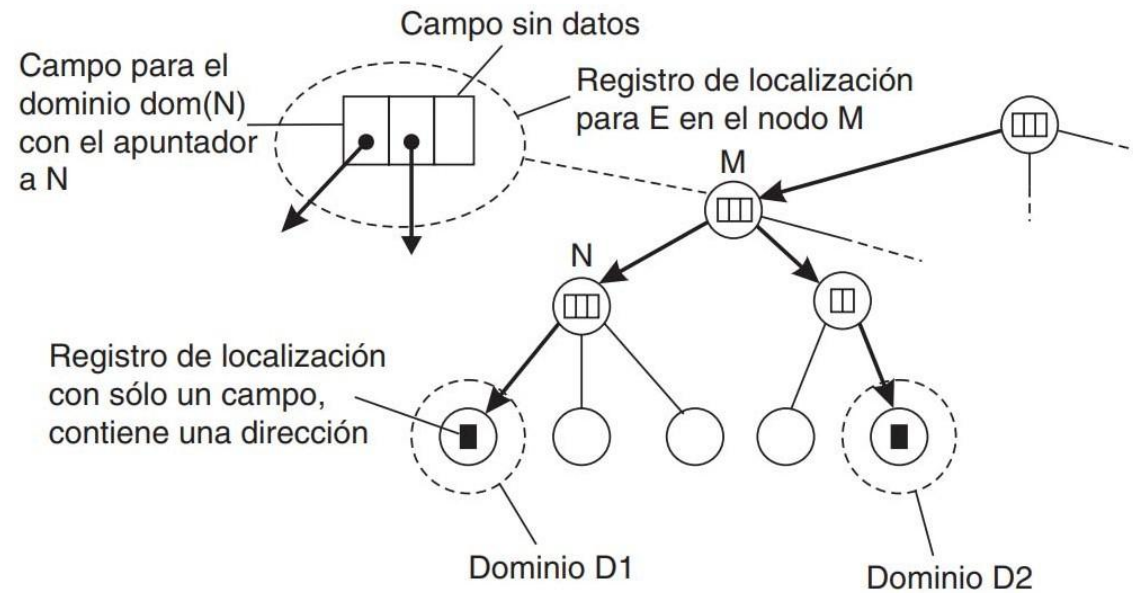 Campo sin datos
Campo para el
dominio dom(N)
con el apuntador
a N
Registro de localización
para E en el nodo M
M
N
Registro de localización
con sólo un campo,
contiene una dirección
Dominio D1
Dominio D2